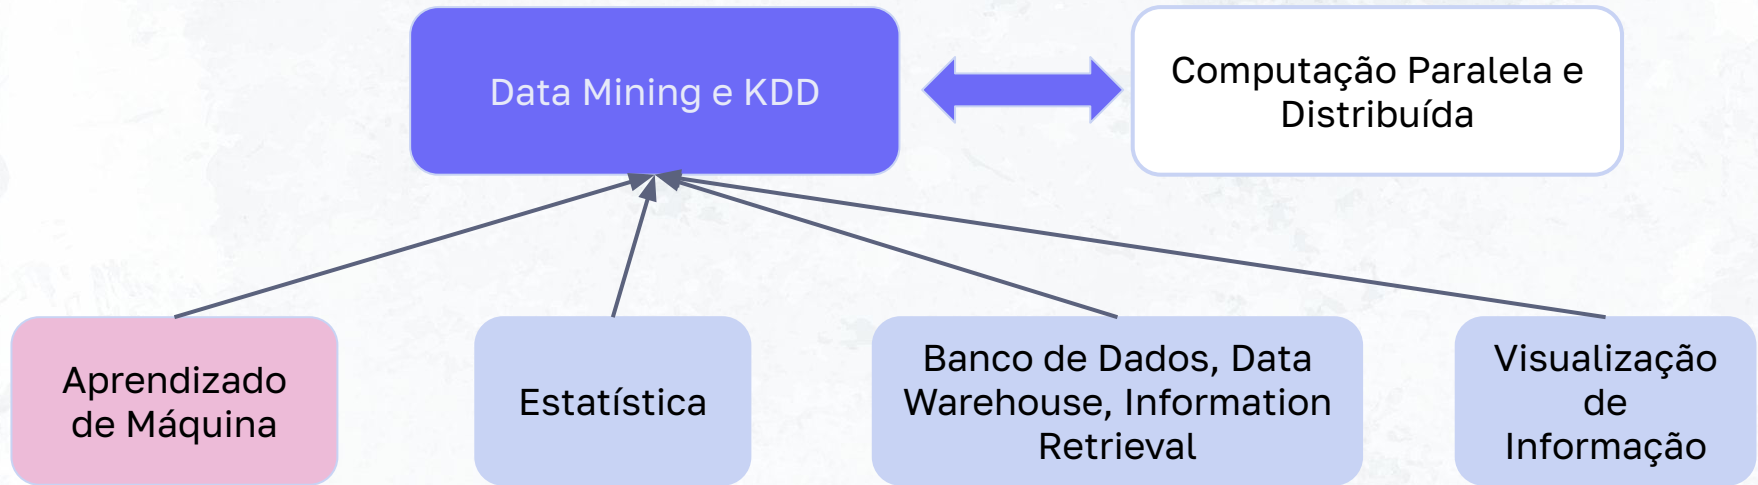 Data Mining e KDD
Computação Paralela e
Distribuída
Aprendizado
de Máquina
Estatística
Banco de Dados, Data
Warehouse, Information
Retrieval
Visualização
de
Informação